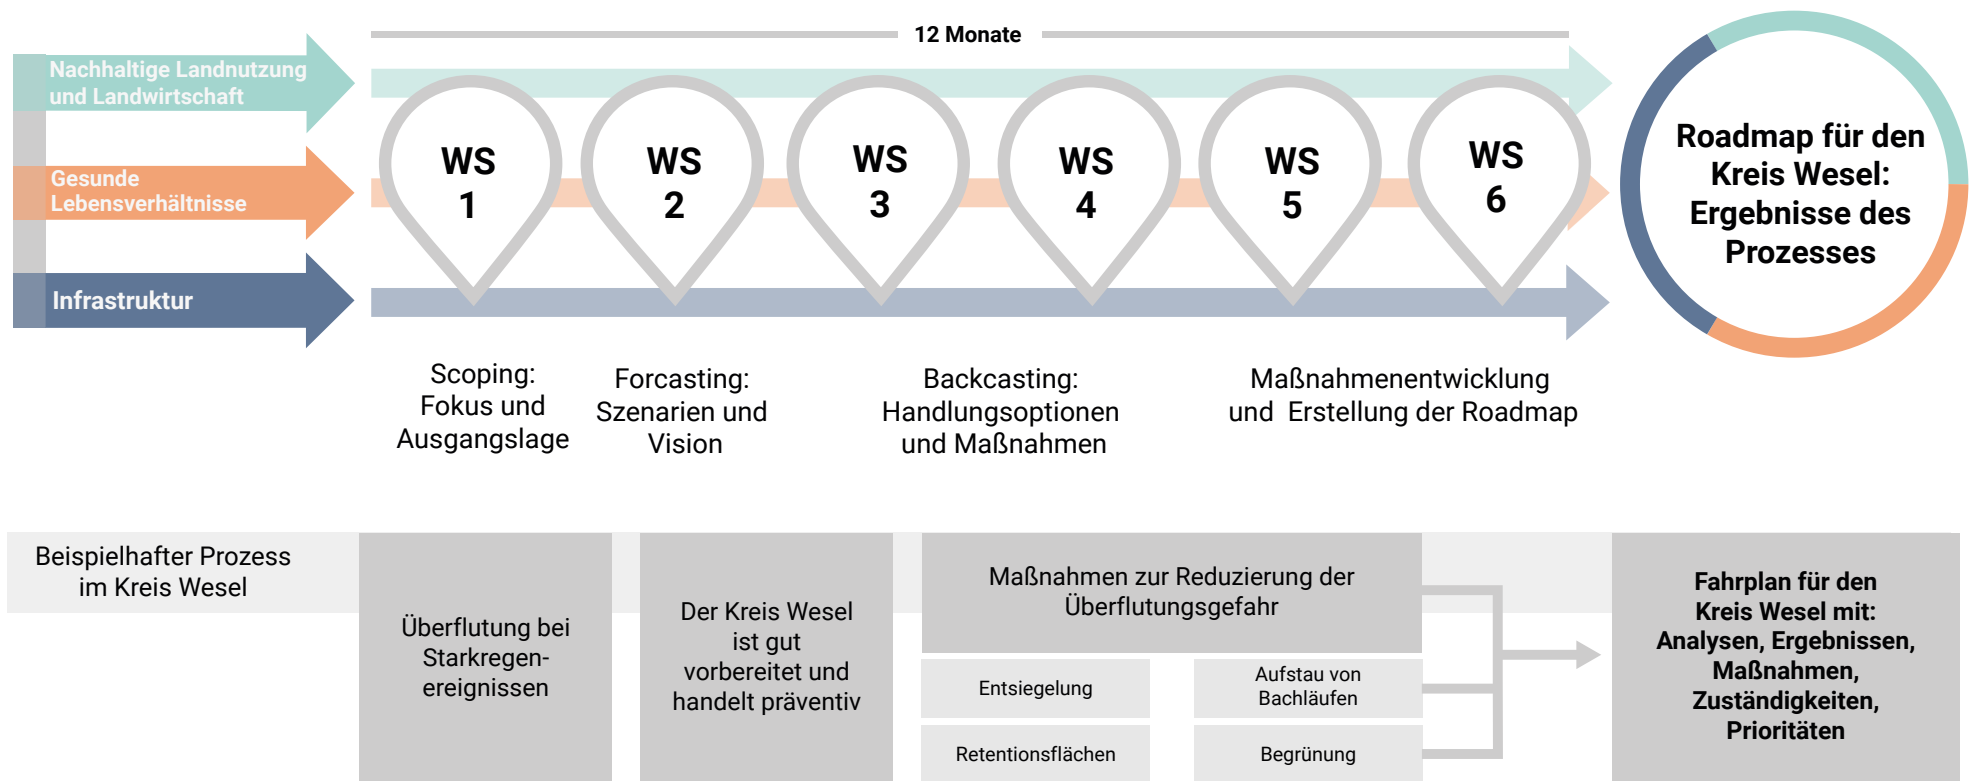 12 Monate
Nachhaltige Landnutzung
und Landwirtschaft
Gesunde
Lebensverhältnisse
Infrastruktur
WS
1
WS
2
WS
3
WS
4
WS
5
WS
6
Roadmap für den
Kreis Wesel:
Ergebnisse des
Prozesses
Scoping:
Fokus und
Ausgangslage
Forcasting:
Szenarien und
Vision
Backcasting:
Handlungsoptionen
und Maßnahmen
Maßnahmenentwicklung
und Erstellung der Roadmap
Beispielhafter Prozess
im Kreis Wesel
Überflutung bei
Starkregen-
ereignissen
Der Kreis Wesel
ist gut
vorbereitet und
handelt präventiv
Maßnahmen zur Reduzierung der
Überflutungsgefahr
Entsiegelung
Aufstau von
Bachläufen
Retentionsflächen
Begrünung
Fahrplan für den
Kreis Wesel mit:
Analysen, Ergebnissen,
Maßnahmen,
Zuständigkeiten,
Prioritäten